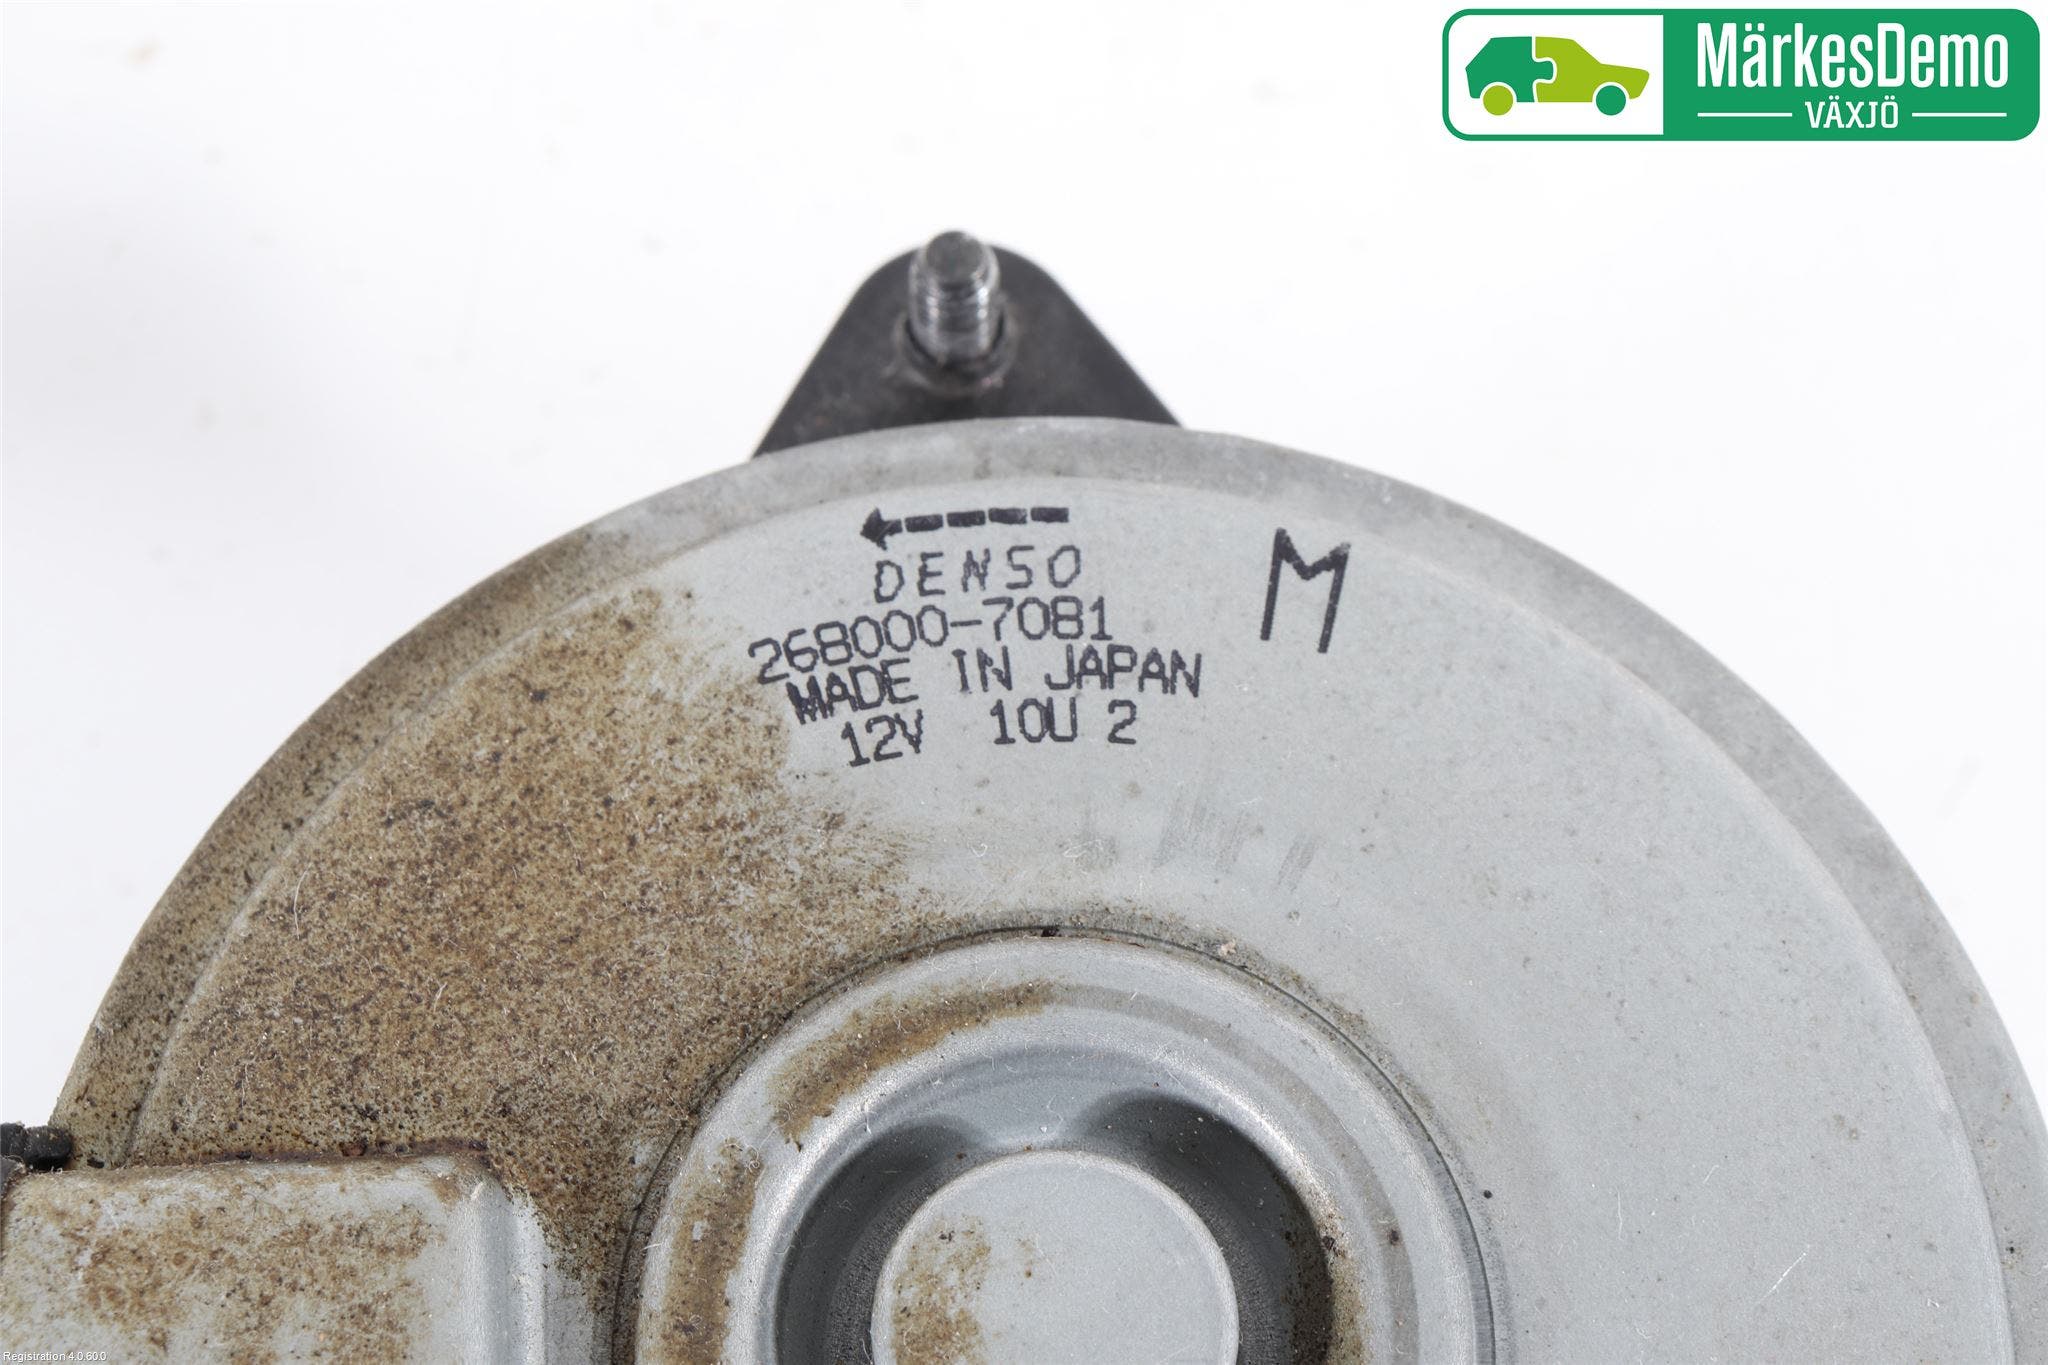 MärkesDemo
VÄXJÖ
DENSO
268000-7081
MADE IN JAPAN
12V 10U 2
M
Registration 4.0.60.0